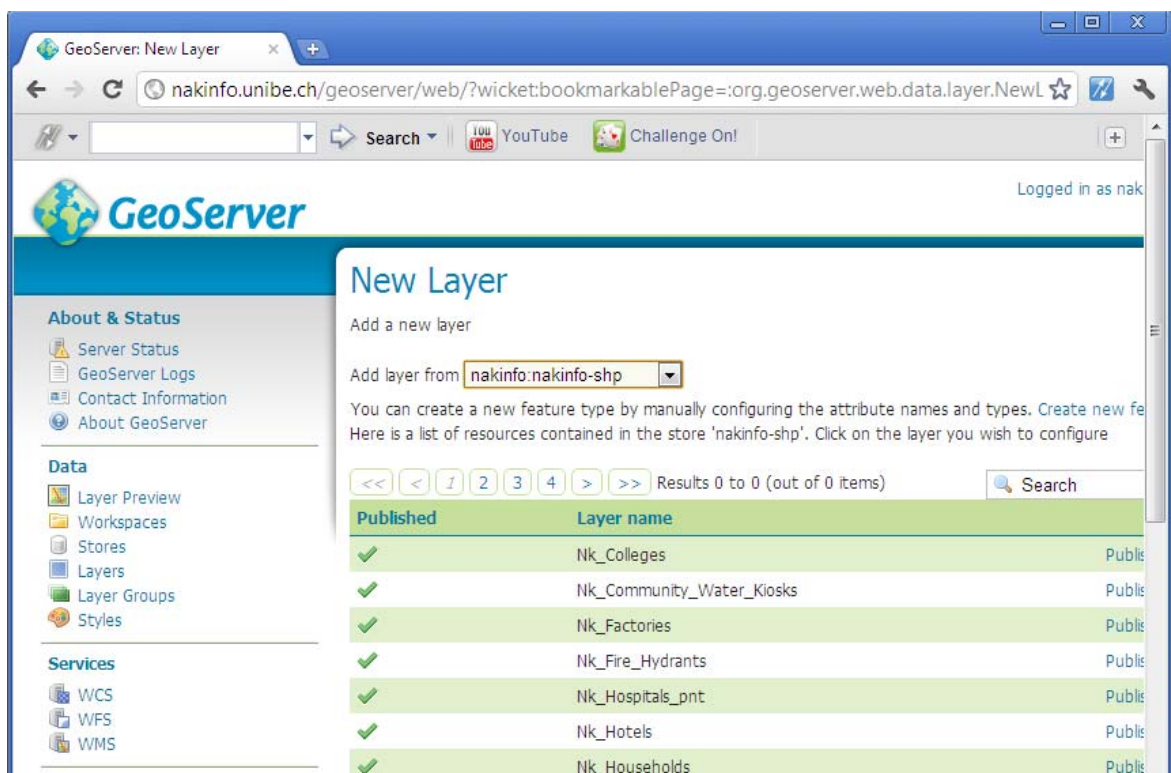 GeoServer: New Layer
nakinfo.unibe.ch/geoserver/web/?wicket:bookmarkablePage=:org.geoserver.web.data.layer.NewL
Search YouTube Challenge On!
GeoServer
Logged in as nak
New Layer
Add a new layer
Add layer from nakinfo:nakinfo-shp
You can create a new feature type by manually configuring the attribute names and types. Create new fe
Here is a list of resources contained in the store 'nakinfo-shp'. Click on the layer you wish to configure
<< < 1 2 3 4 > >> Results 0 to 0 (out of 0 items) Search
Published Layer name
Nk_Colleges Publis
Nk_Community_Water_Kiosks Publis
Nk_Factories Publis
Nk_Fire_Hydrants Publis
Nk_Hospitals_pnt Publis
Nk_Hotels Publis
Nk_Households Publis
About & Status
Server Status
GeoServer Logs
Contact Information
About GeoServer
Data
Layer Preview
Workspaces
Stores
Layers
Layer Groups
Styles
Services
WCS
WFS
WMS